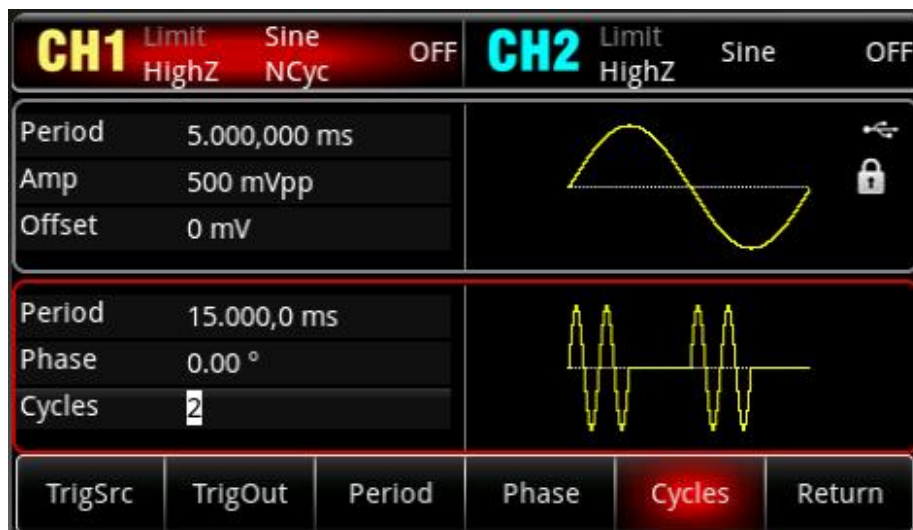 CH1 Limit Sine OFF CH2 Limit Sine OFF
HighZ NCyc HighZ
Period 5.000,000 ms
Amp 500 mVpp
Offset 0 mV
Period 15.000,0 ms
Phase 0.00 °
Cycles 2
TrigSrc TrigOut Period Phase Cycles Return